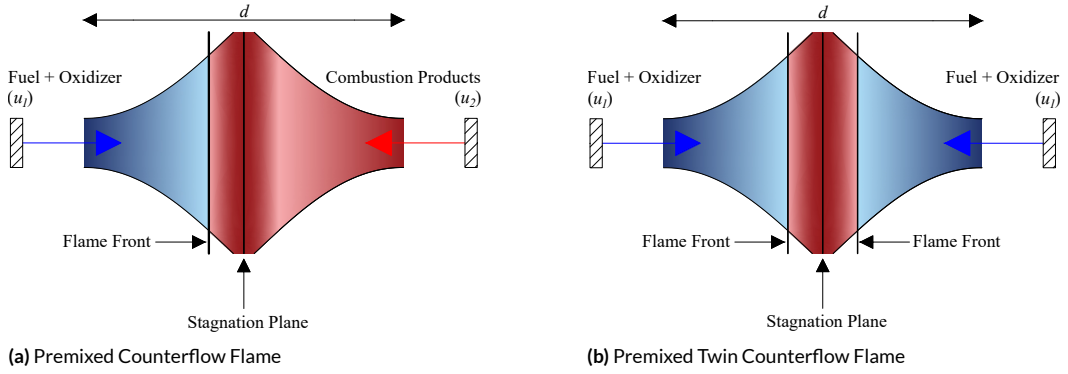 d
Fuel + Oxidizer
(u1)
Combustion Products
(u2)
Flame Front
Stagnation Plane
(a) Premixed Counterflow Flame
d
Fuel + Oxidizer
(u1)
Fuel + Oxidizer
(u1)
Flame Front
Flame Front
Stagnation Plane
(b) Premixed Twin Counterflow Flame